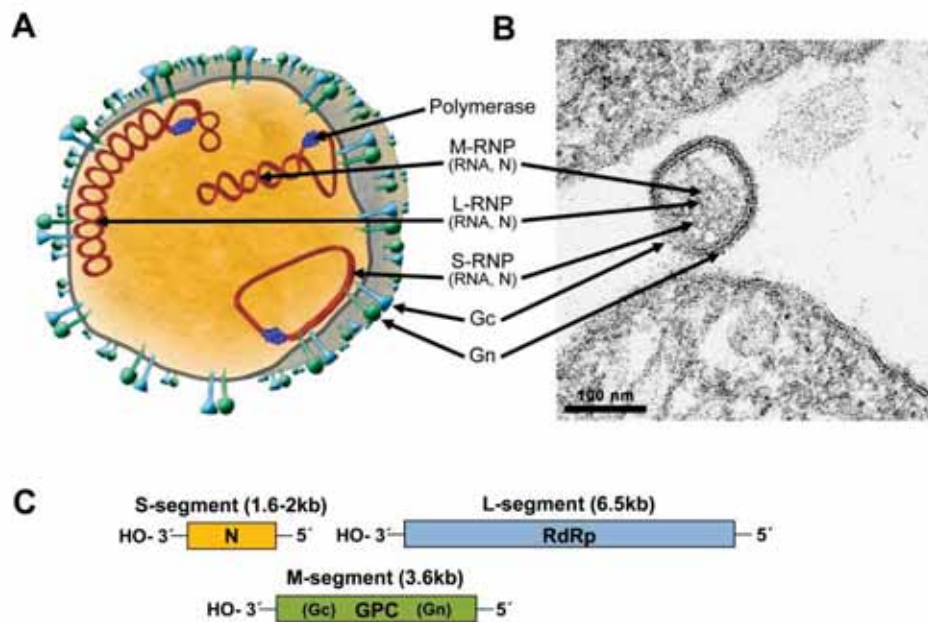 A
B
Polymerase
M-RNP
(RNA, N)
L-RNP
(RNA, N)
S-RNP
(RNA, N)
Gc
Gn
100 nm
C
S-segment (1.6-2kb)
HO- 3´ N 5´
L-segment (6.5kb)
HO- 3´ RdRp 5´
M-segment (3.6kb)
HO- 3´ (Gc) GPC (Gn) 5´